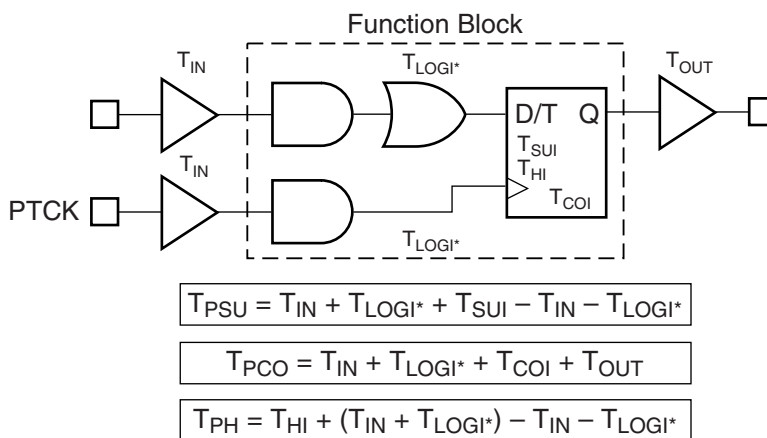 Function Block
T_IN
T_LOGI*
T_OUT
D/T Q
T_SUI
T_HI
T_COI
T_IN
PTCK
T_LOGI*
T_PSU = T_IN + T_LOGI* + T_SUI – T_IN – T_LOGI*
T_PCO = T_IN + T_LOGI* + T_COI + T_OUT
T_PH = T_HI + (T_IN + T_LOGI*) – T_IN – T_LOGI*